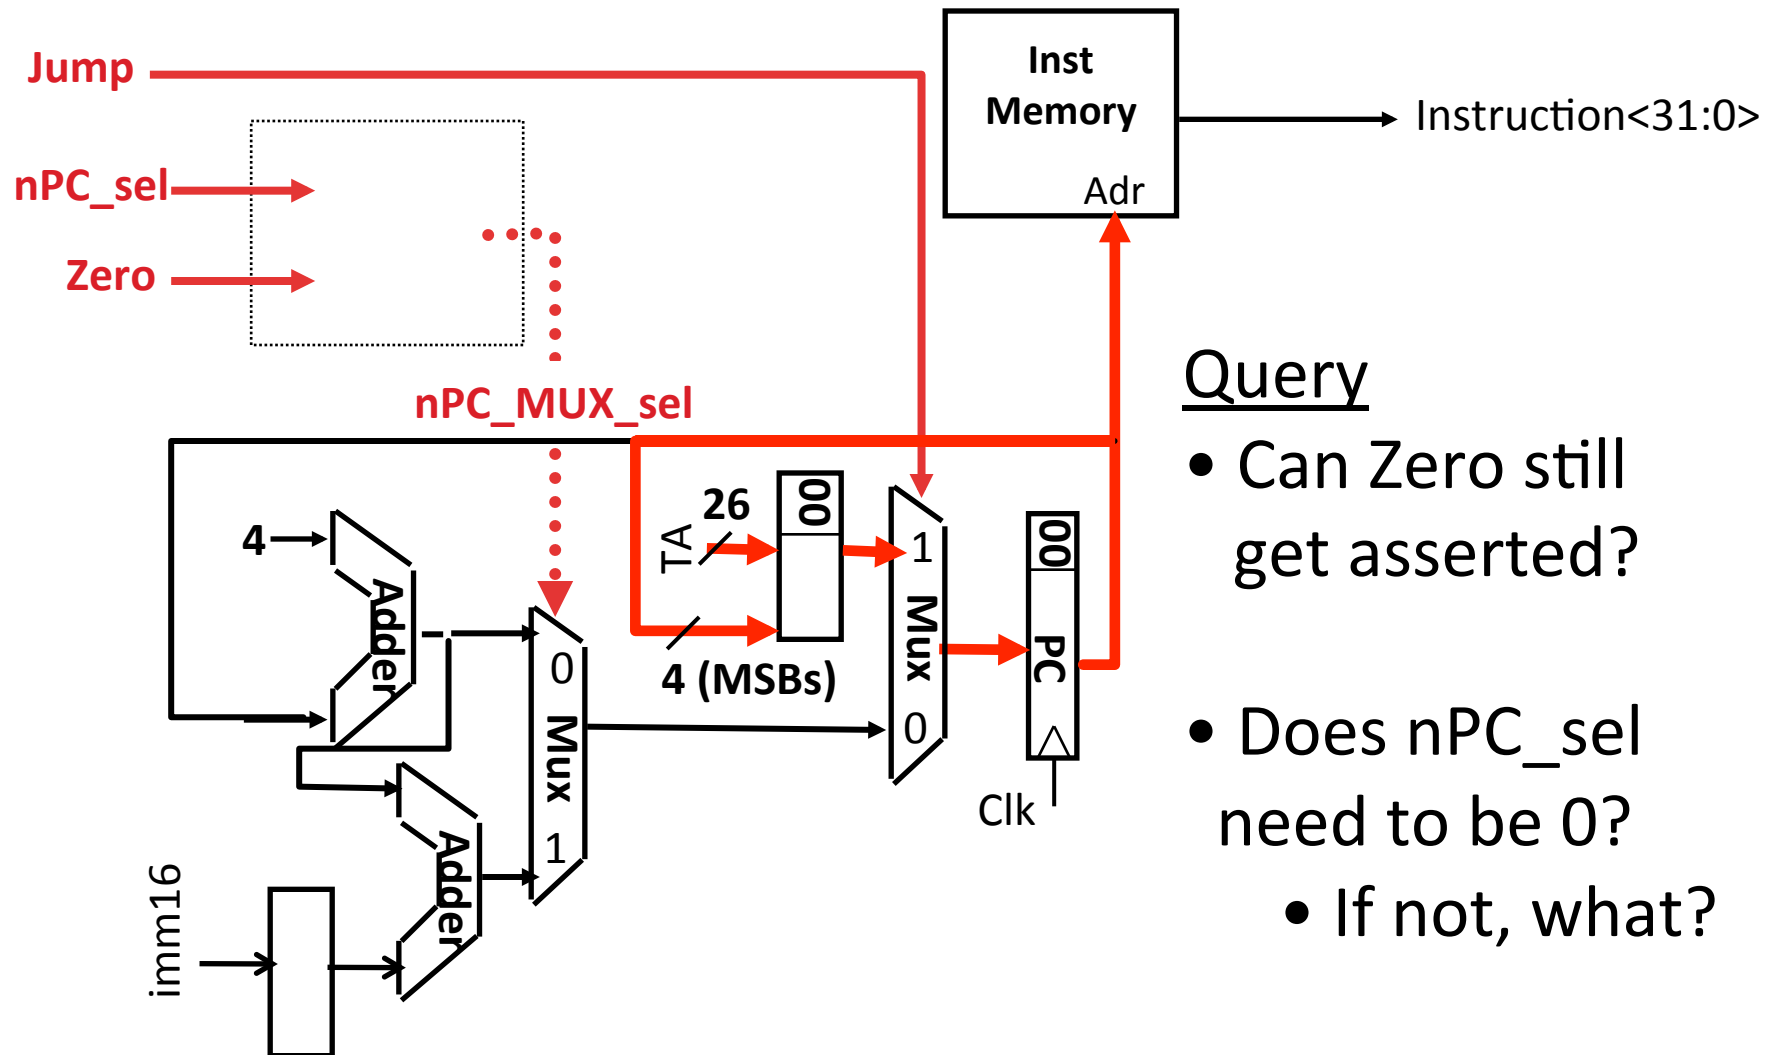 Jump
Inst
Memory
Adr
Instruction<31:0>
nPC_sel
Zero
nPC_MUX_sel
Query
• Can Zero still
get asserted?
• Does nPC_sel
need to be 0?
• If not, what?
4
Adder
0
Mux
1
TA
26
00
4 (MSBs)
1
Mux
0
00
PC
Clk
Adder
imm16